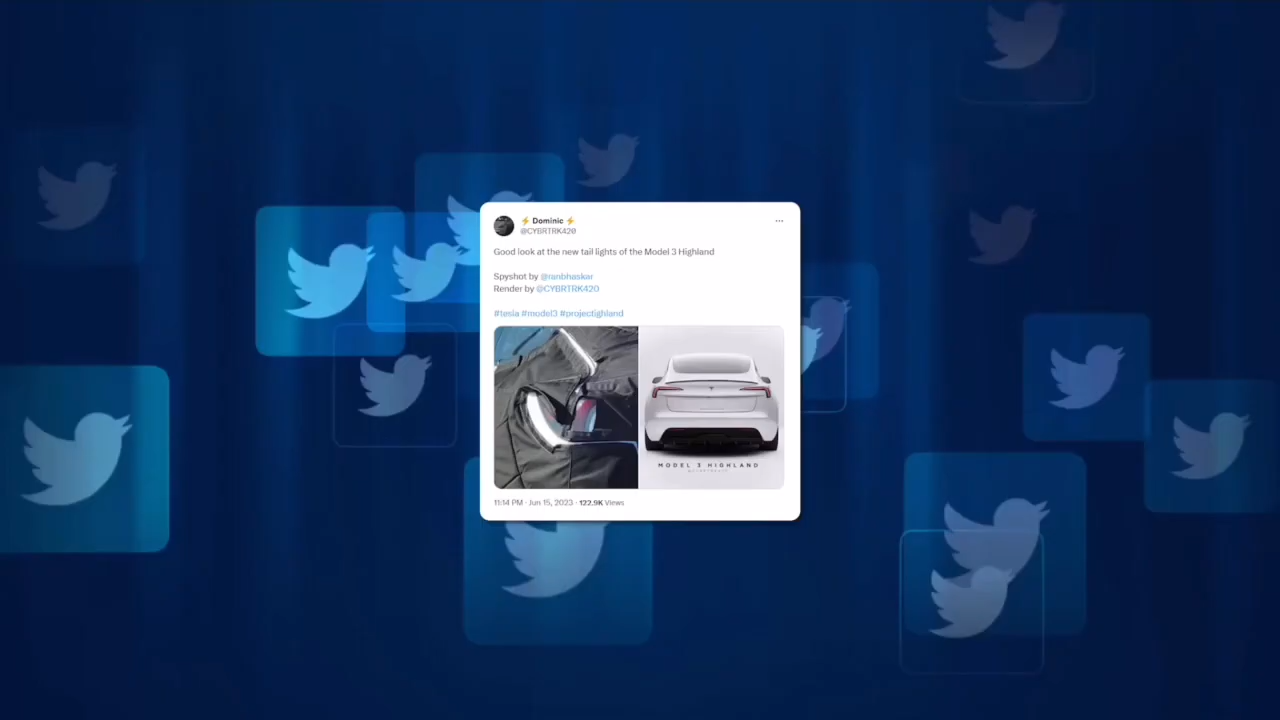 ⚡ Dominic ⚡
@CYBRTRK420
Good look at the new tail lights of the Model 3 Highland
Spyshot by @ranbhaskar
Render by @CYBRTRK420
#tesla #model3 #projectighland
MODEL 3 HIGHLAND
11:14 PM · Jun 15, 2023 · 122.9K Views